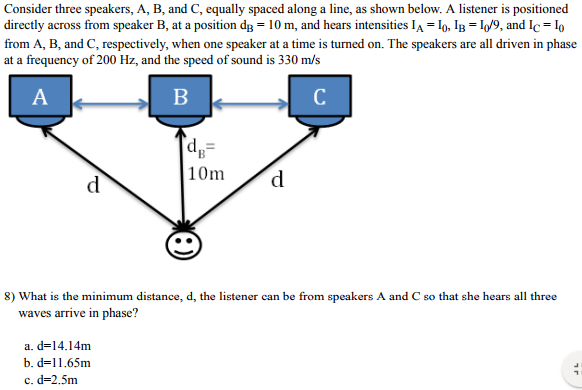 Consider three speakers, A, B, and C, equally spaced along a line, as shown below. A listener is positioned
directly across from speaker B, at a position dB = 10 m, and hears intensities IA = I0, IB = I0/9, and IC = I0
from A, B, and C, respectively, when one speaker at a time is turned on. The speakers are all driven in phase
at a frequency of 200 Hz, and the speed of sound is 330 m/s
A B C
dB=
10m
d d
8) What is the minimum distance, d, the listener can be from speakers A and C so that she hears all three
waves arrive in phase?
a. d=14.14m
b. d=11.65m
c. d=2.5m